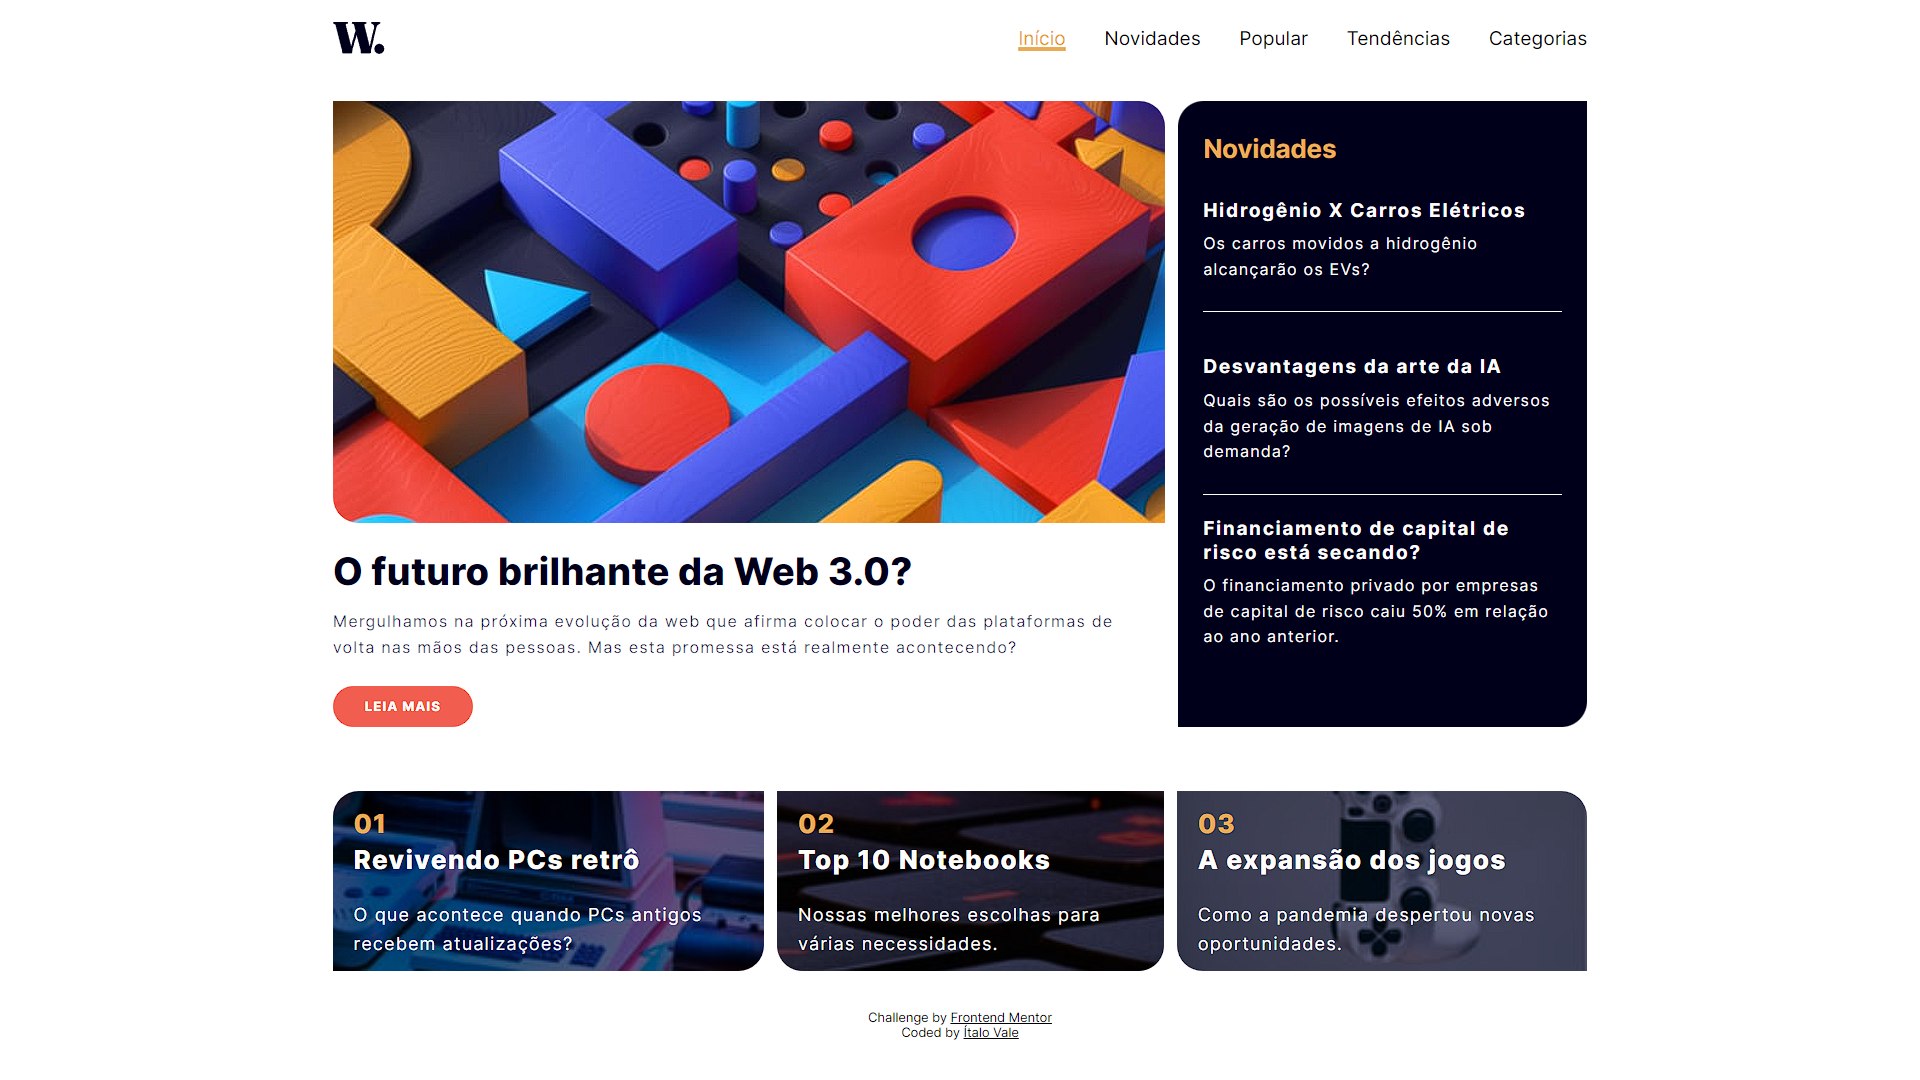 W.
Início Novidades Popular Tendências Categorias
O futuro brilhante da Web 3.0?
Mergulhamos na próxima evolução da web que afirma colocar o poder das plataformas de
volta nas mãos das pessoas. Mas esta promessa está realmente acontecendo?
LEIA MAIS
Novidades
Hidrogênio X Carros Elétricos
Os carros movidos a hidrogênio
alcançarão os EVs?
Desvantagens da arte da IA
Quais são os possíveis efeitos adversos
da geração de imagens de IA sob
demanda?
Financiamento de capital de
risco está secando?
O financiamento privado por empresas
de capital de risco caiu 50% em relação
ao ano anterior.
01
Revivendo PCs retrô
O que acontece quando PCs antigos
recebem atualizações?
02
Top 10 Notebooks
Nossas melhores escolhas para
várias necessidades.
03
A expansão dos jogos
Como a pandemia despertou novas
oportunidades.
Challenge by Frontend Mentor
Coded by Ítalo Vale